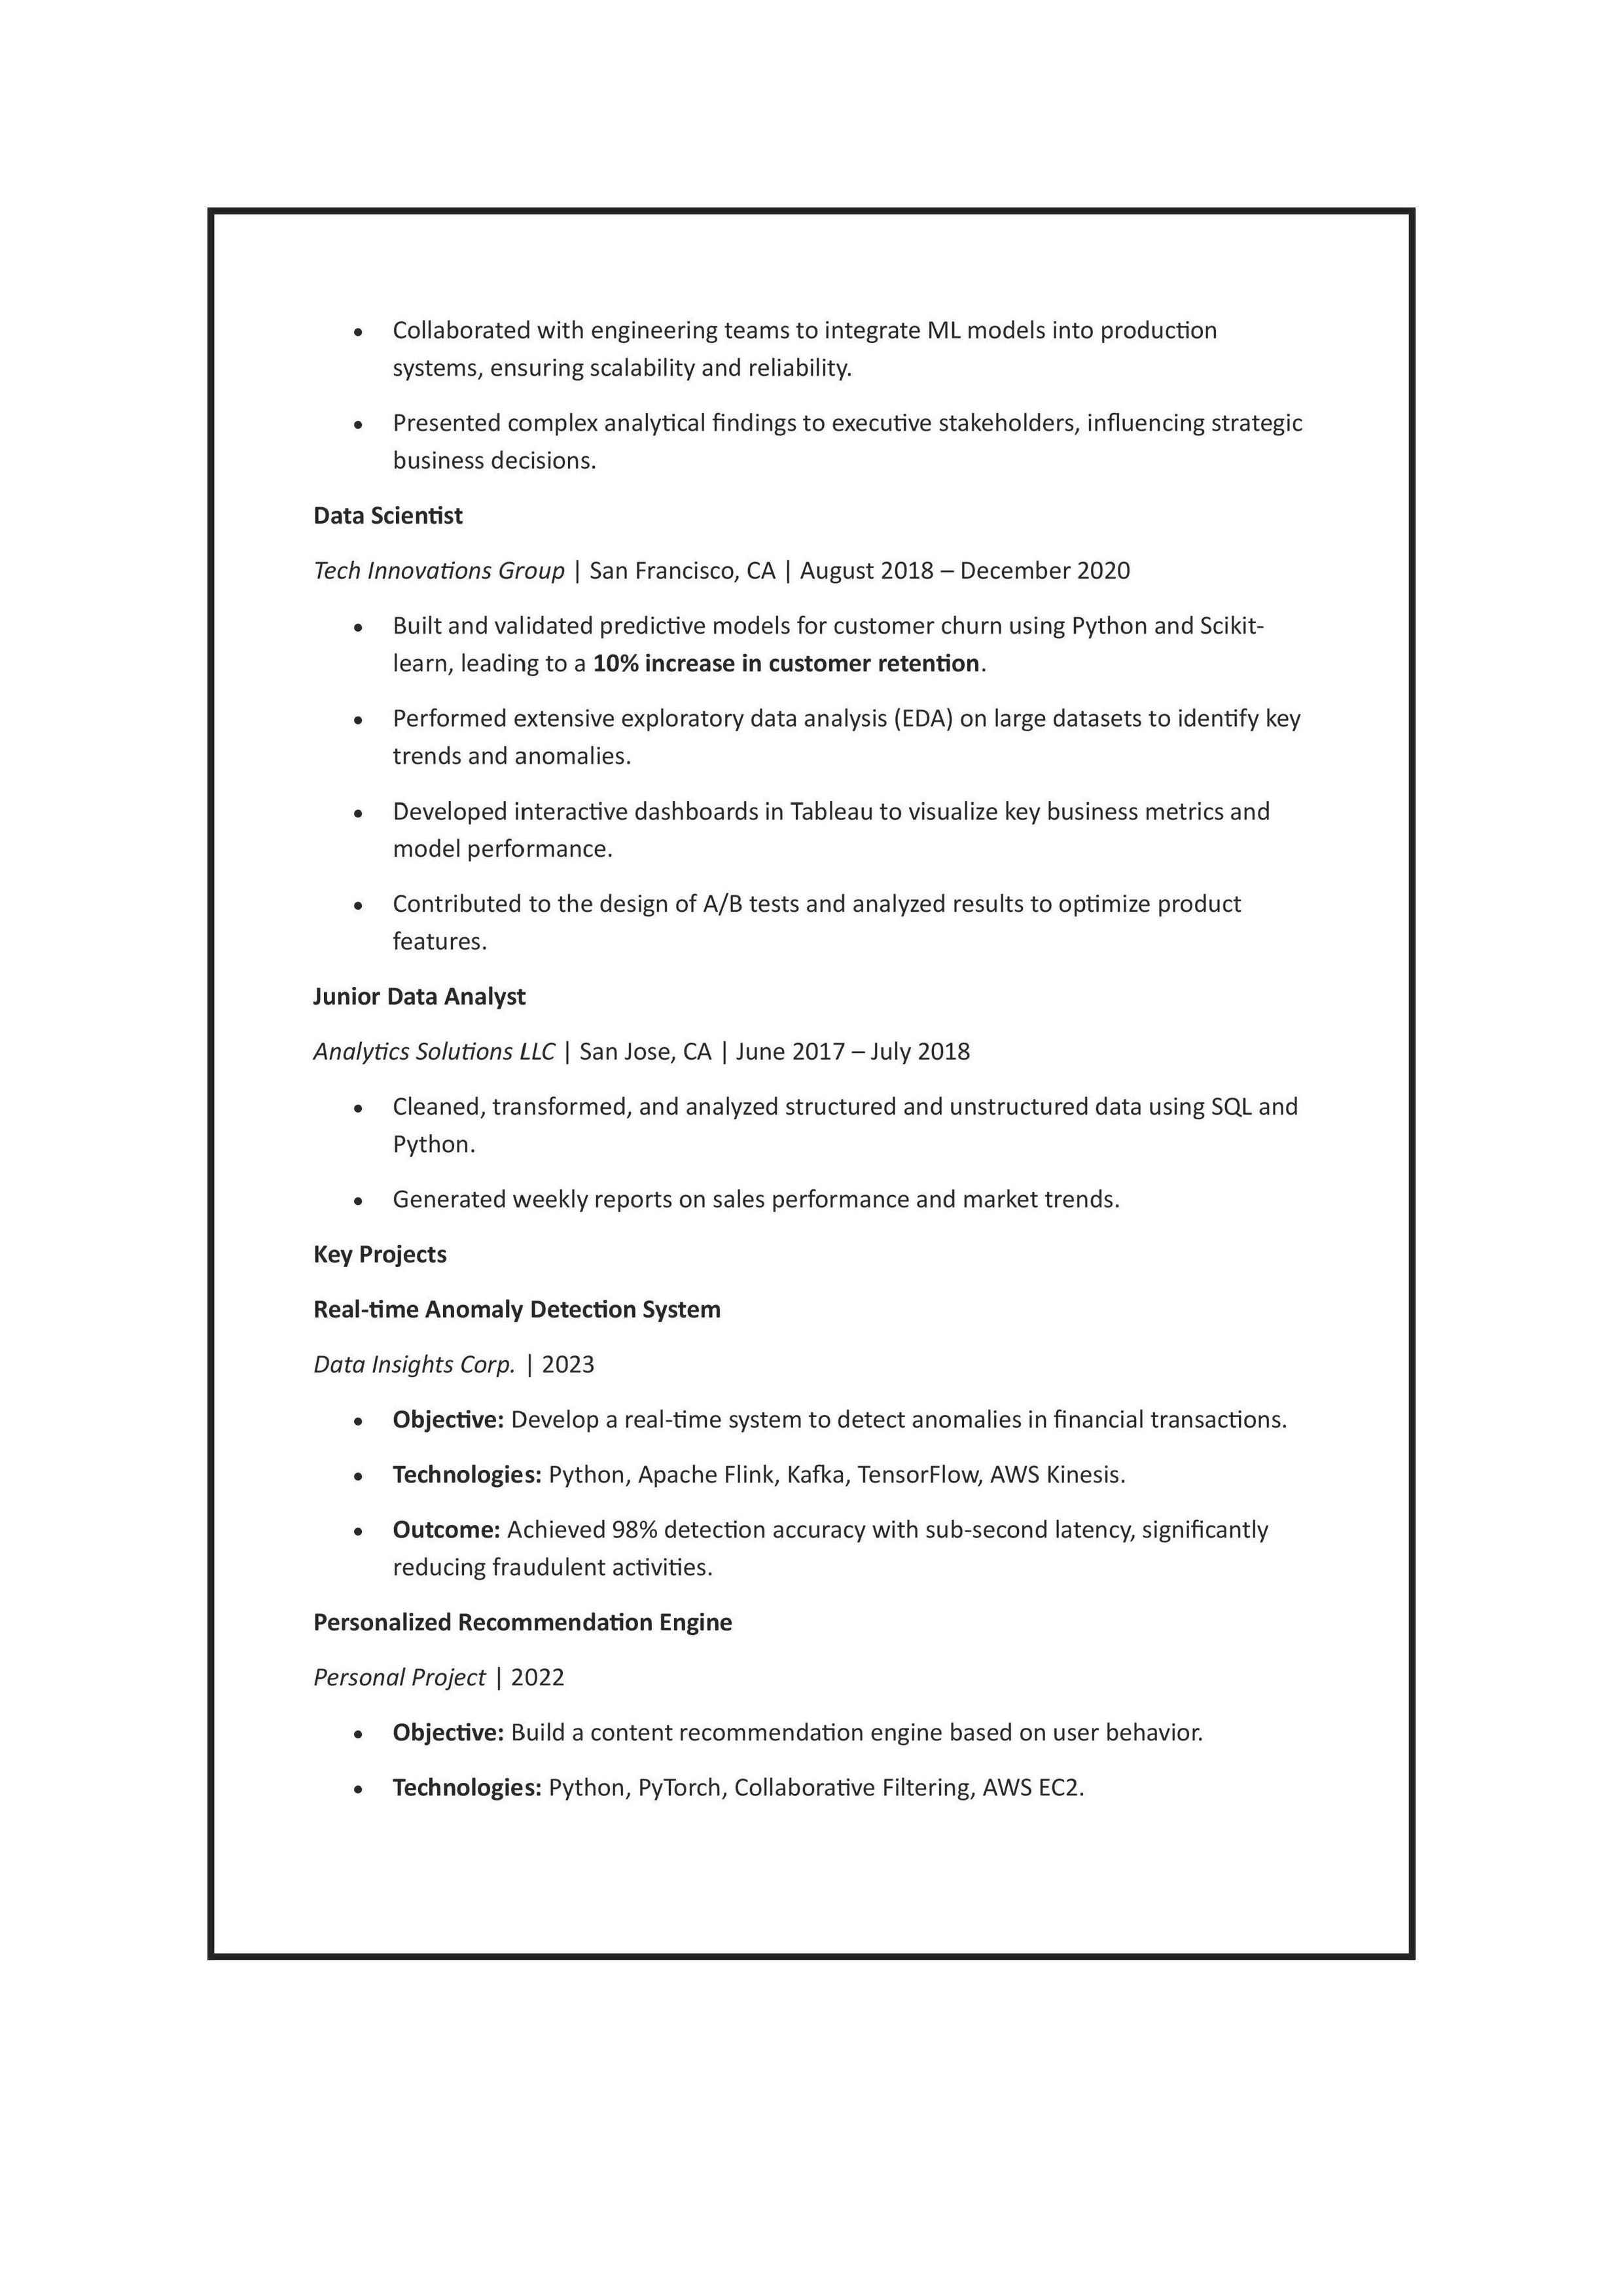 • Collaborated with engineering teams to integrate ML models into production
systems, ensuring scalability and reliability.
• Presented complex analytical findings to executive stakeholders, influencing strategic
business decisions.
Data Scientist
Tech Innovations Group | San Francisco, CA | August 2018 – December 2020
• Built and validated predictive models for customer churn using Python and Scikit-
learn, leading to a 10% increase in customer retention.
• Performed extensive exploratory data analysis (EDA) on large datasets to identify key
trends and anomalies.
• Developed interactive dashboards in Tableau to visualize key business metrics and
model performance.
• Contributed to the design of A/B tests and analyzed results to optimize product
features.
Junior Data Analyst
Analytics Solutions LLC | San Jose, CA | June 2017 – July 2018
• Cleaned, transformed, and analyzed structured and unstructured data using SQL and
Python.
• Generated weekly reports on sales performance and market trends.
Key Projects
Real-time Anomaly Detection System
Data Insights Corp. | 2023
• Objective: Develop a real-time system to detect anomalies in financial transactions.
• Technologies: Python, Apache Flink, Kafka, TensorFlow, AWS Kinesis.
• Outcome: Achieved 98% detection accuracy with sub-second latency, significantly
reducing fraudulent activities.
Personalized Recommendation Engine
Personal Project | 2022
• Objective: Build a content recommendation engine based on user behavior.
• Technologies: Python, PyTorch, Collaborative Filtering, AWS EC2.